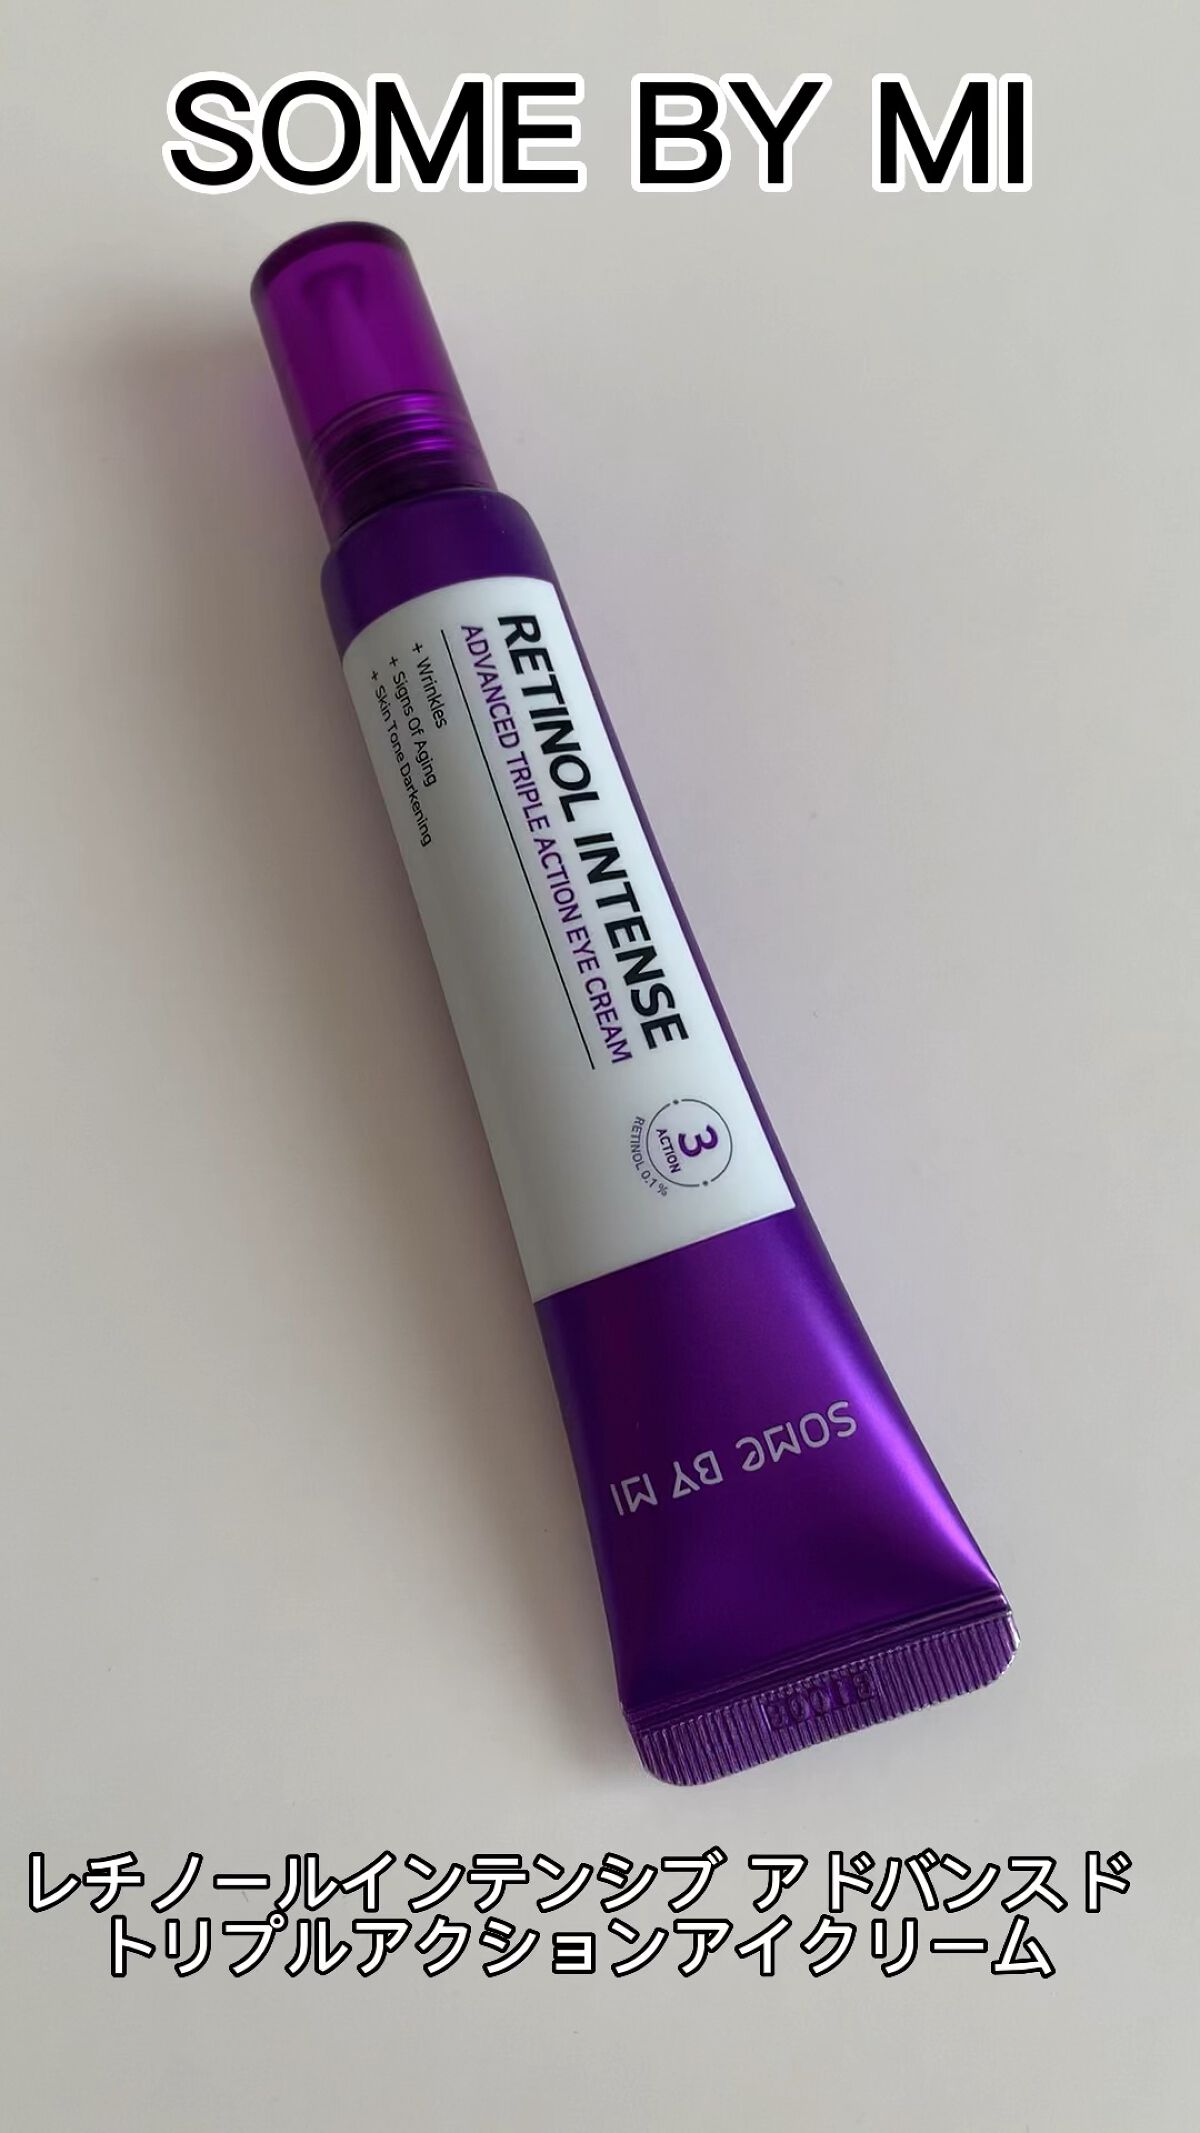 SOME BY MI
RETINOL INTENSE
ADVANCED TRIPLE ACTION EYE CREAM
+ Wrinkles
+ Signs Of Aging
+ Skin Tone Darkening
3
ACTION
RETINOL 0.1%
SOME BY MI
レチノールインテンシブ アドバンスド
トリプルアクションアイクリーム